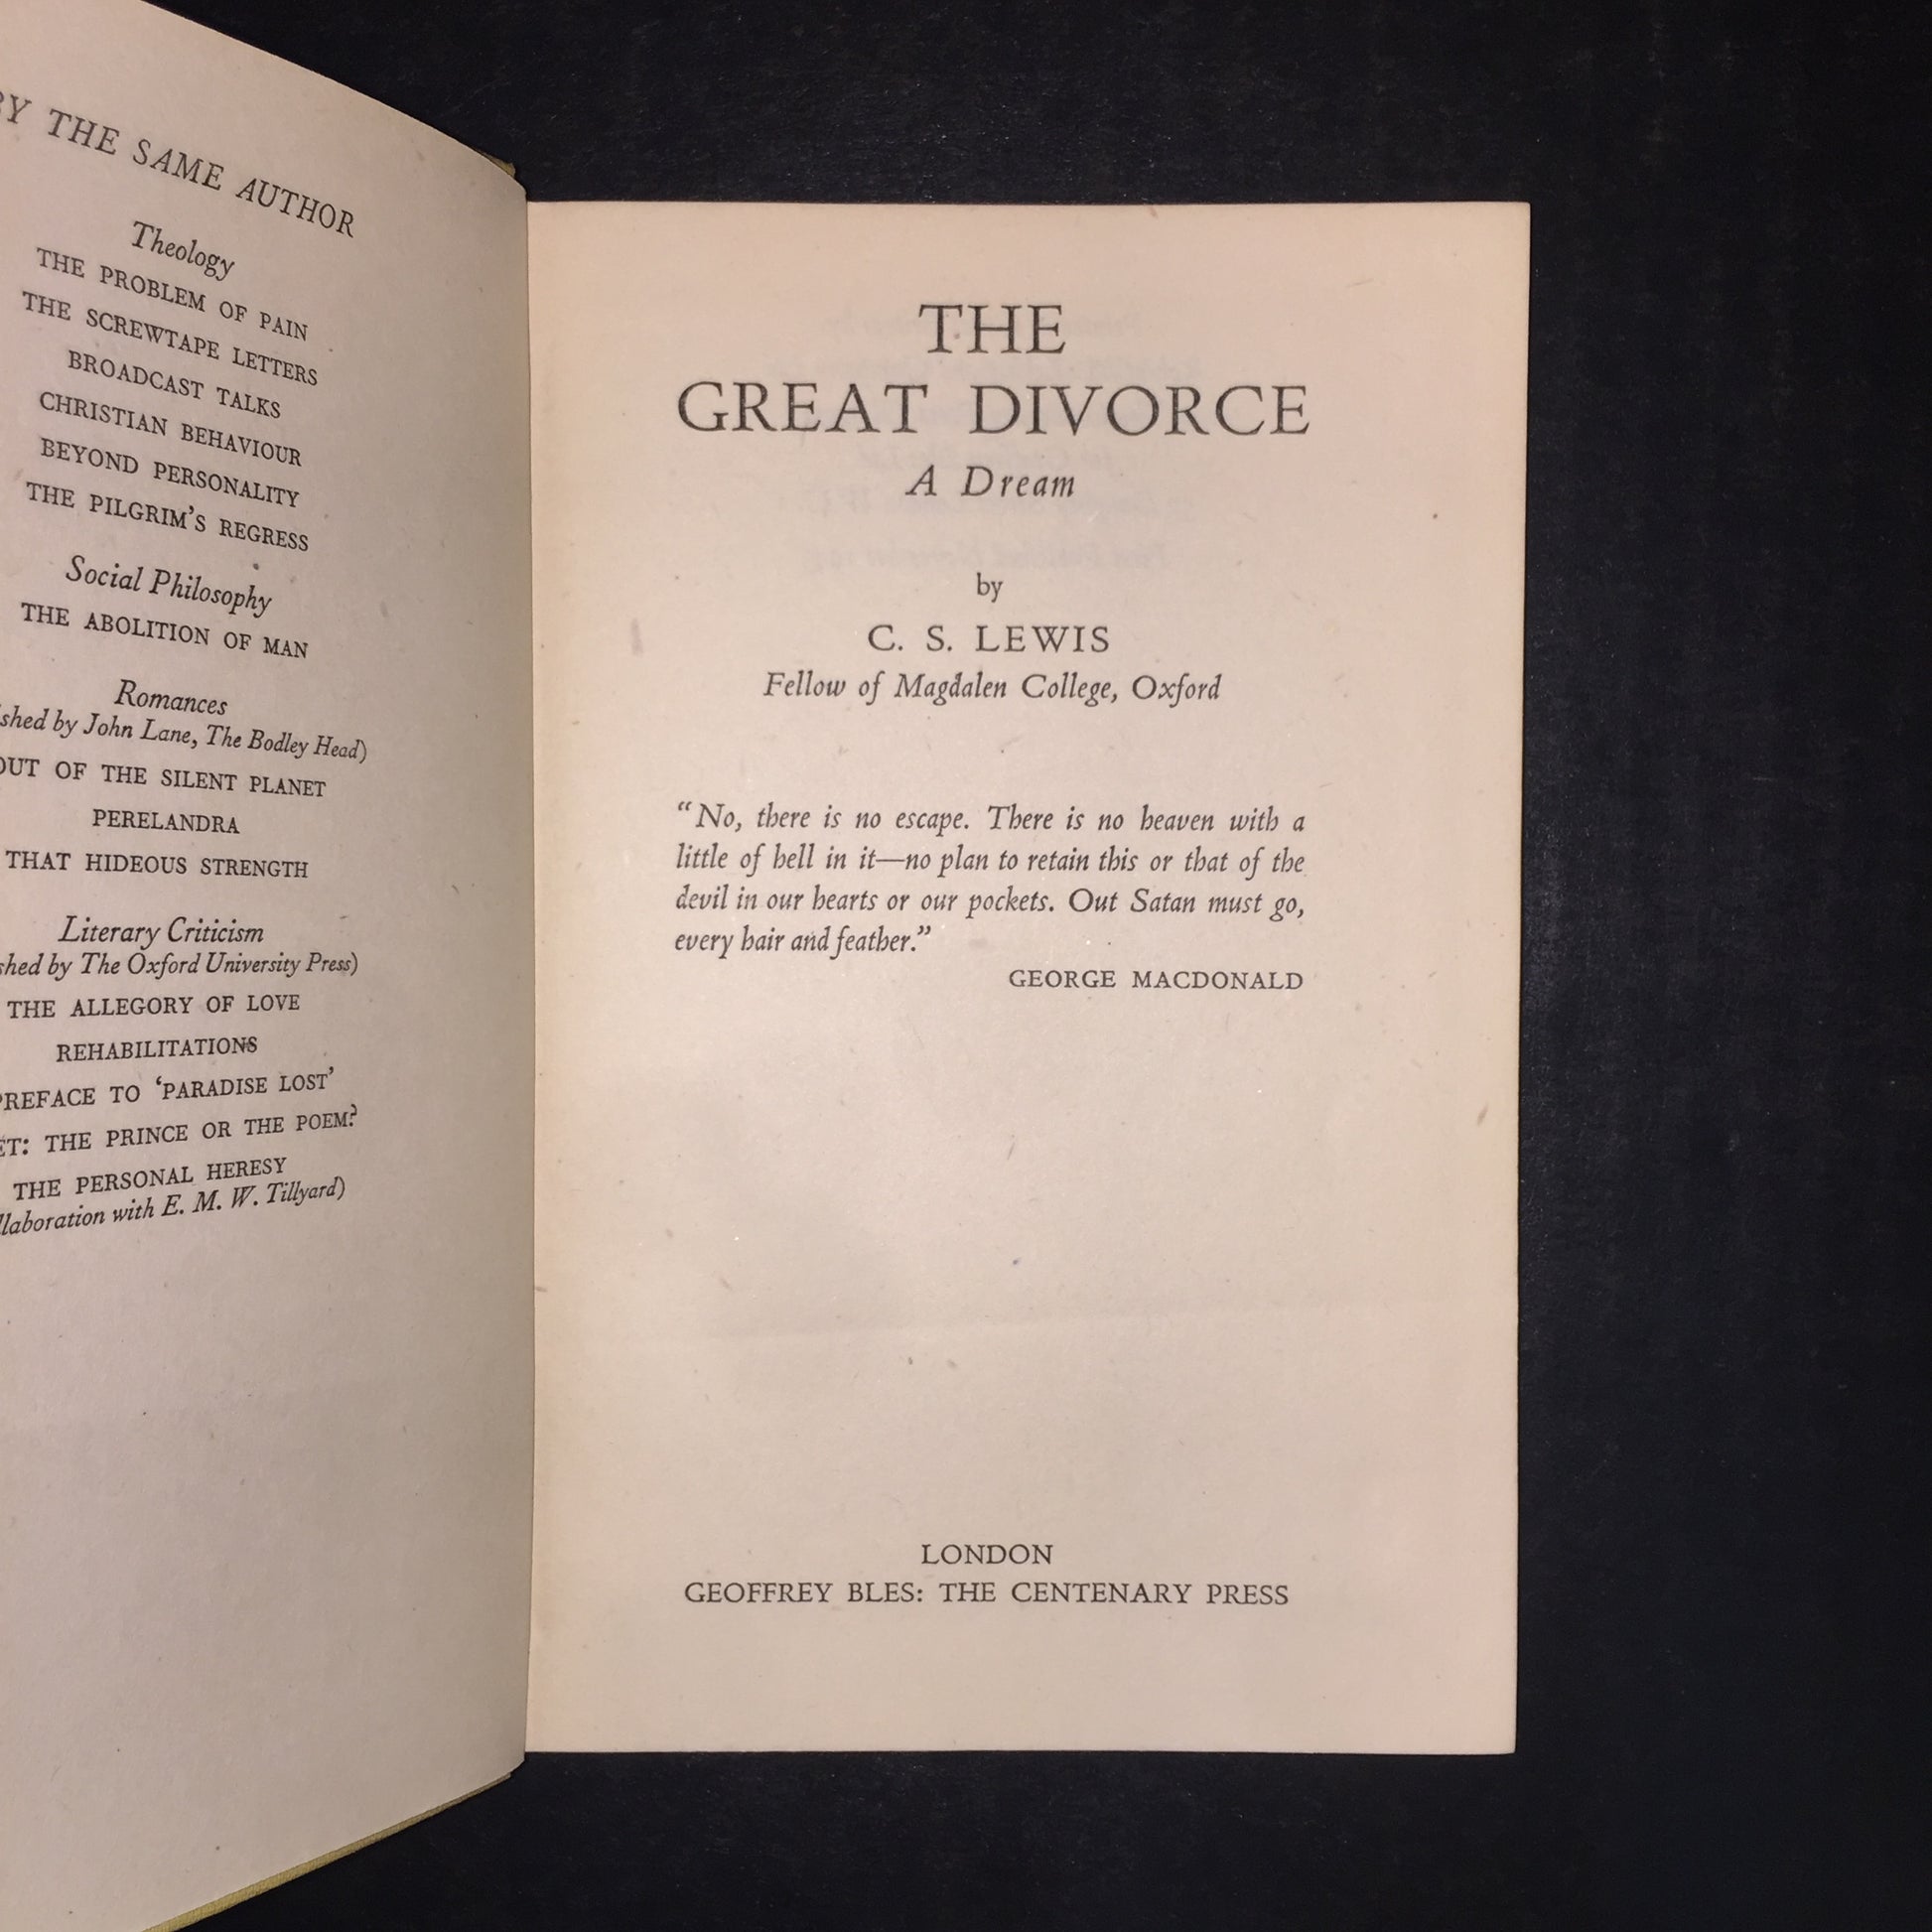 BY THE SAME AUTHOR
Theology
THE PROBLEM OF PAIN
THE SCREWTAPE LETTERS
BROADCAST TALKS
CHRISTIAN BEHAVIOUR
BEYOND PERSONALITY
THE PILGRIM'S REGRESS
Social Philosophy
THE ABOLITION OF MAN
Romances
by John Lane, The Bodley Head)
OUT OF THE SILENT PLANET
PERELANDRA
THAT HIDEOUS STRENGTH
Literary Criticism
by The Oxford University Press)
THE ALLEGORY OF LOVE
REHABILITATIONS
PREFACE TO ‘PARADISE LOST’
THE PRINCE OR THE POEM?
THE PERSONAL HERESY
with E. M. W. Tillyard)
THE
GREAT DIVORCE
A Dream
by
C. S. LEWIS
Fellow of Magdalen College, Oxford
“No, there is no escape. There is no heaven with a
little of hell in it—no plan to retain this or that of the
devil in our hearts or our pockets. Out Satan must go,
every hair and feather.”
GEORGE MACDONALD
LONDON
GEOFFREY BLES: THE CENTENARY PRESS